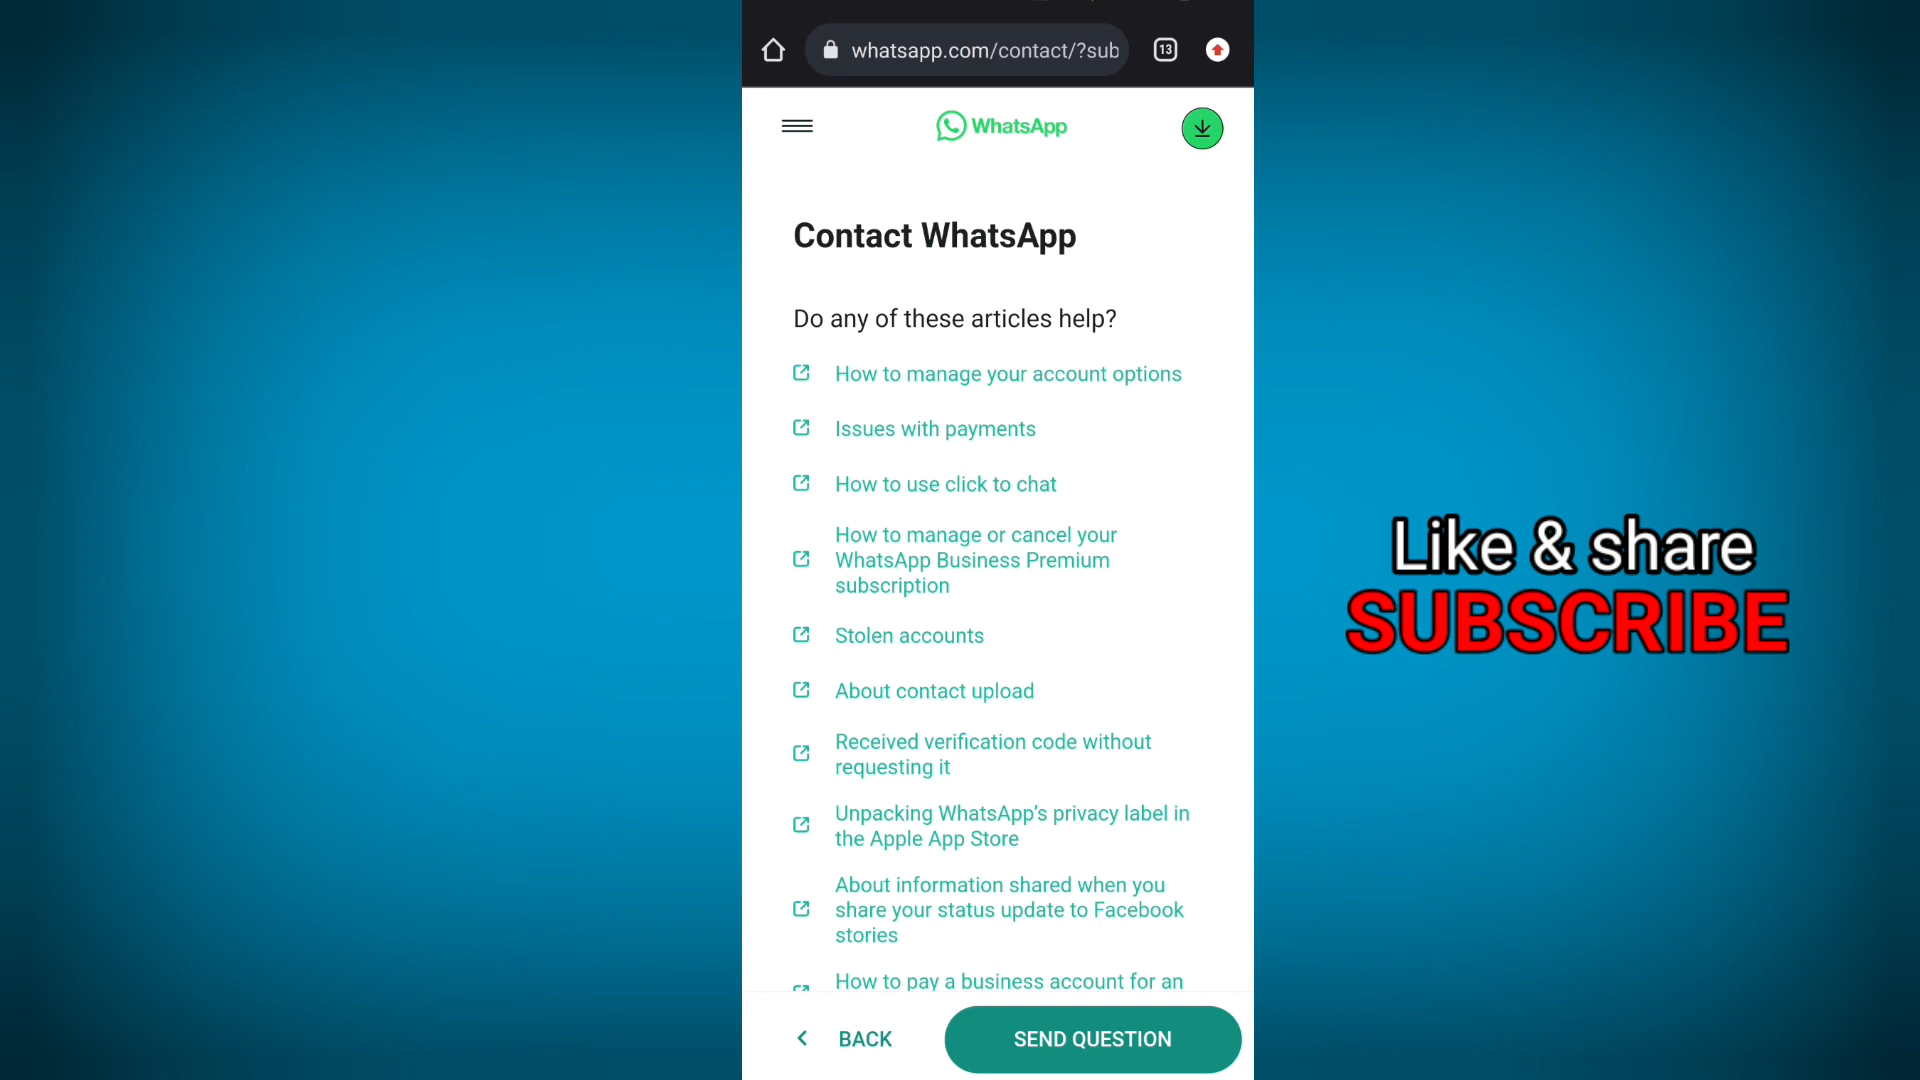 whatsapp.com/contact/?sub
13
WhatsApp
Contact WhatsApp
Do any of these articles help?
How to manage your account options
Issues with payments
How to use click to chat
How to manage or cancel your
WhatsApp Business Premium
subscription
Stolen accounts
About contact upload
Received verification code without
requesting it
Unpacking WhatsApp’s privacy label in
the Apple App Store
About information shared when you
share your status update to Facebook
stories
How to pay a business account for an
BACK
SEND QUESTION
Like & share
SUBSCRIBE